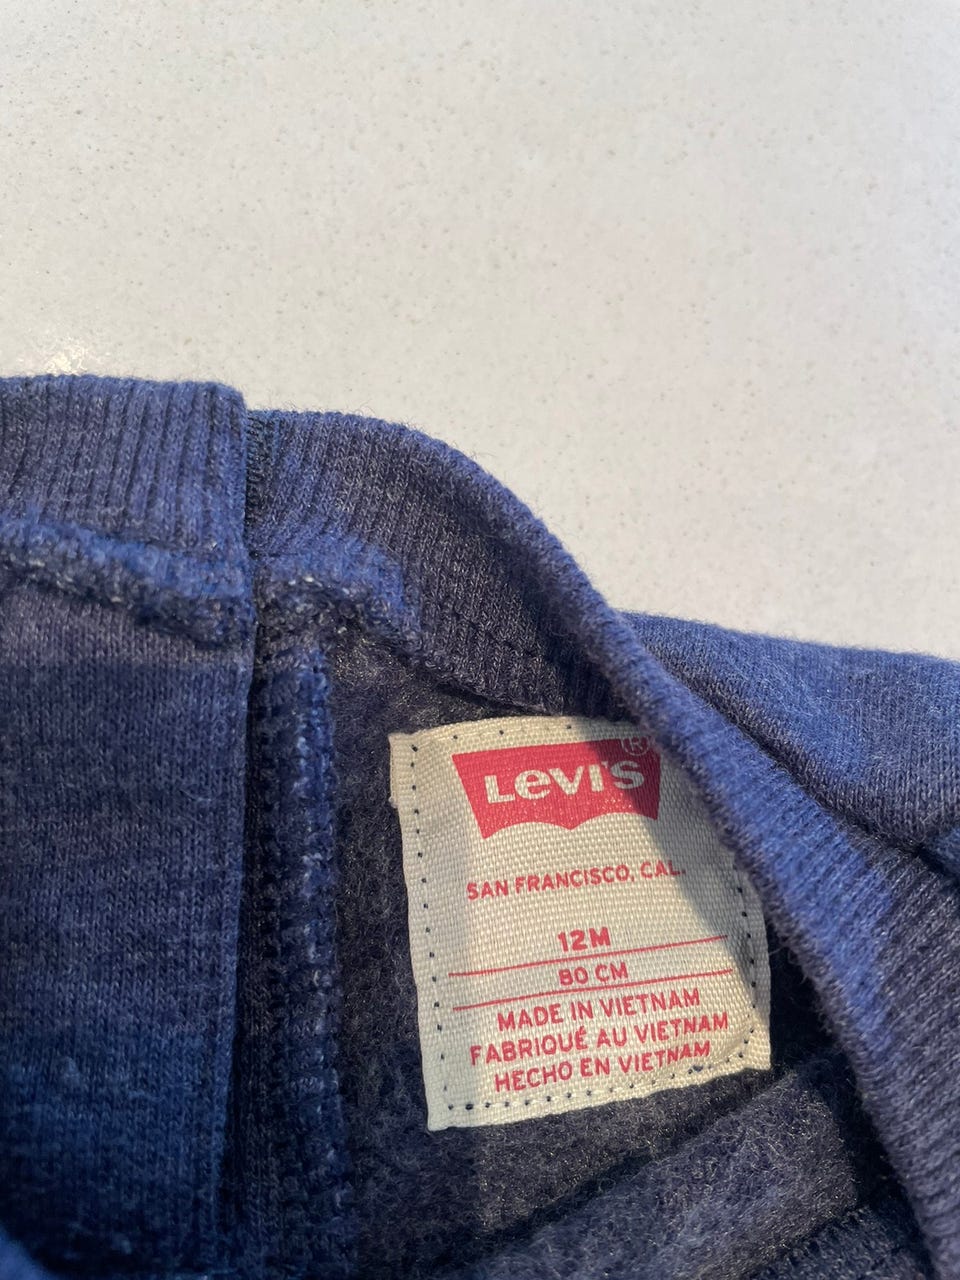 Levi's®
SAN FRANCISCO, CAL.
12M
80 CM
MADE IN VIETNAM
FABRIQUÉ AU VIETNAM
HECHO EN VIETNAM